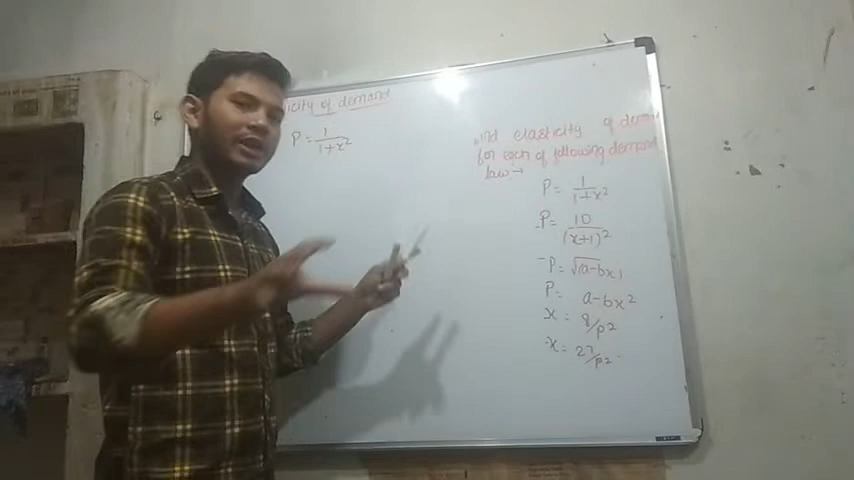 icity of demand
P = 1/1+x²
ind elasticity of dem
for each of following demand
law →
P = 1/1+x²
P = 10/(x+1)²
P = √(a-bx)
P = a-bx²
x = 8/p²
x = 27/p²